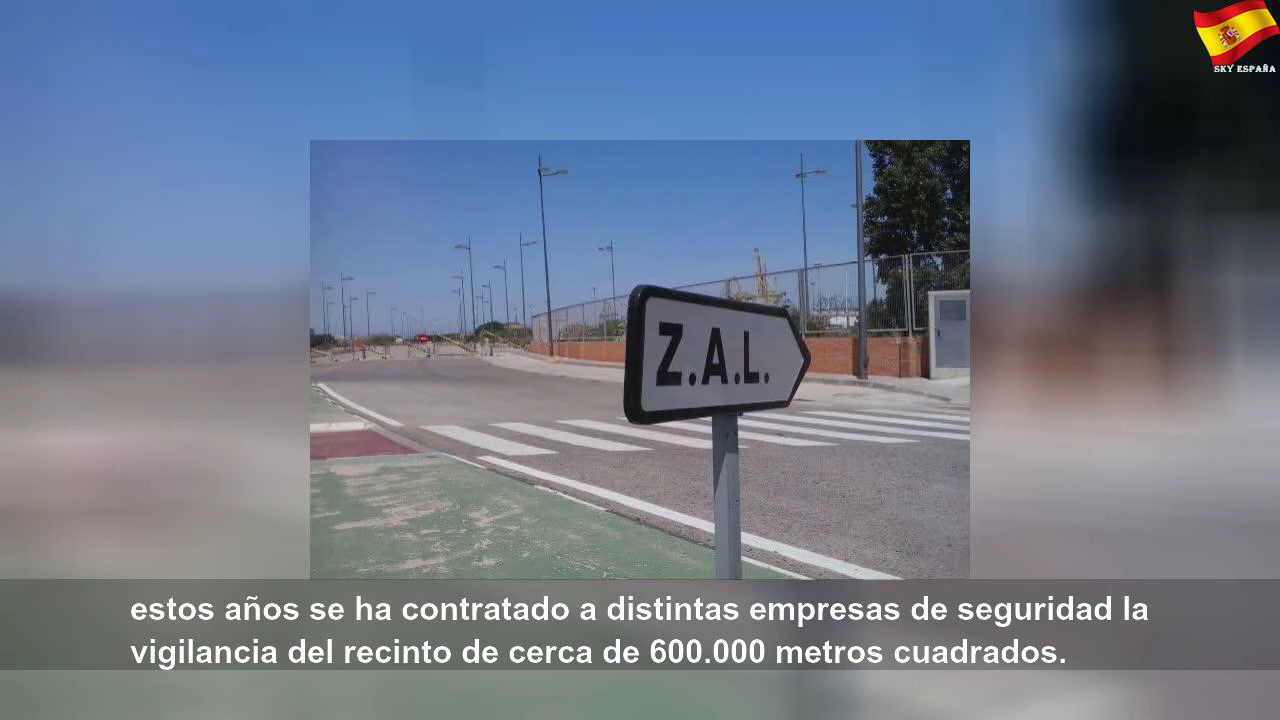 SKY ESPAÑA
Z.A.L.
estos años se ha contratado a distintas empresas de seguridad la
vigilancia del recinto de cerca de 600.000 metros cuadrados.